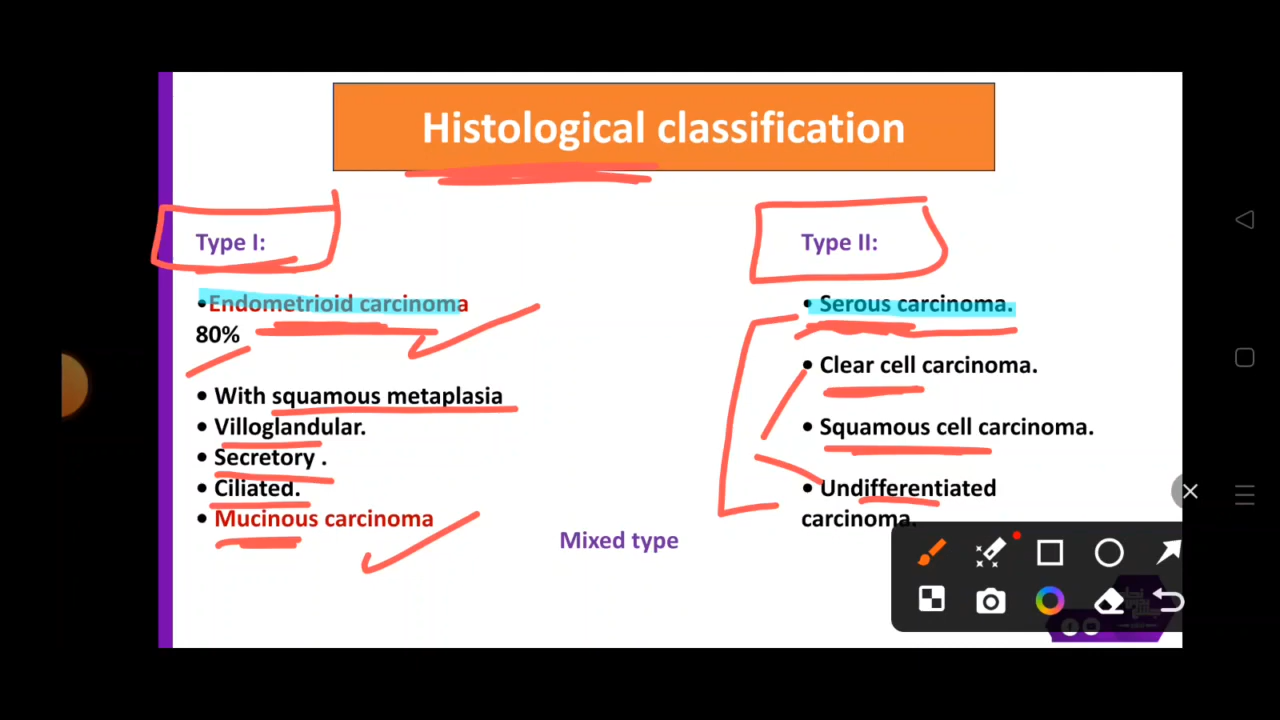 Histological classification
Type I:
•Endometrioid carcinoma
80%
• With squamous metaplasia
• Villoglandular.
• Secretory .
• Ciliated.
• Mucinous carcinoma
Type II:
• Serous carcinoma.
• Clear cell carcinoma.
• Squamous cell carcinoma.
• Undifferentiated
carcinoma.
Mixed type